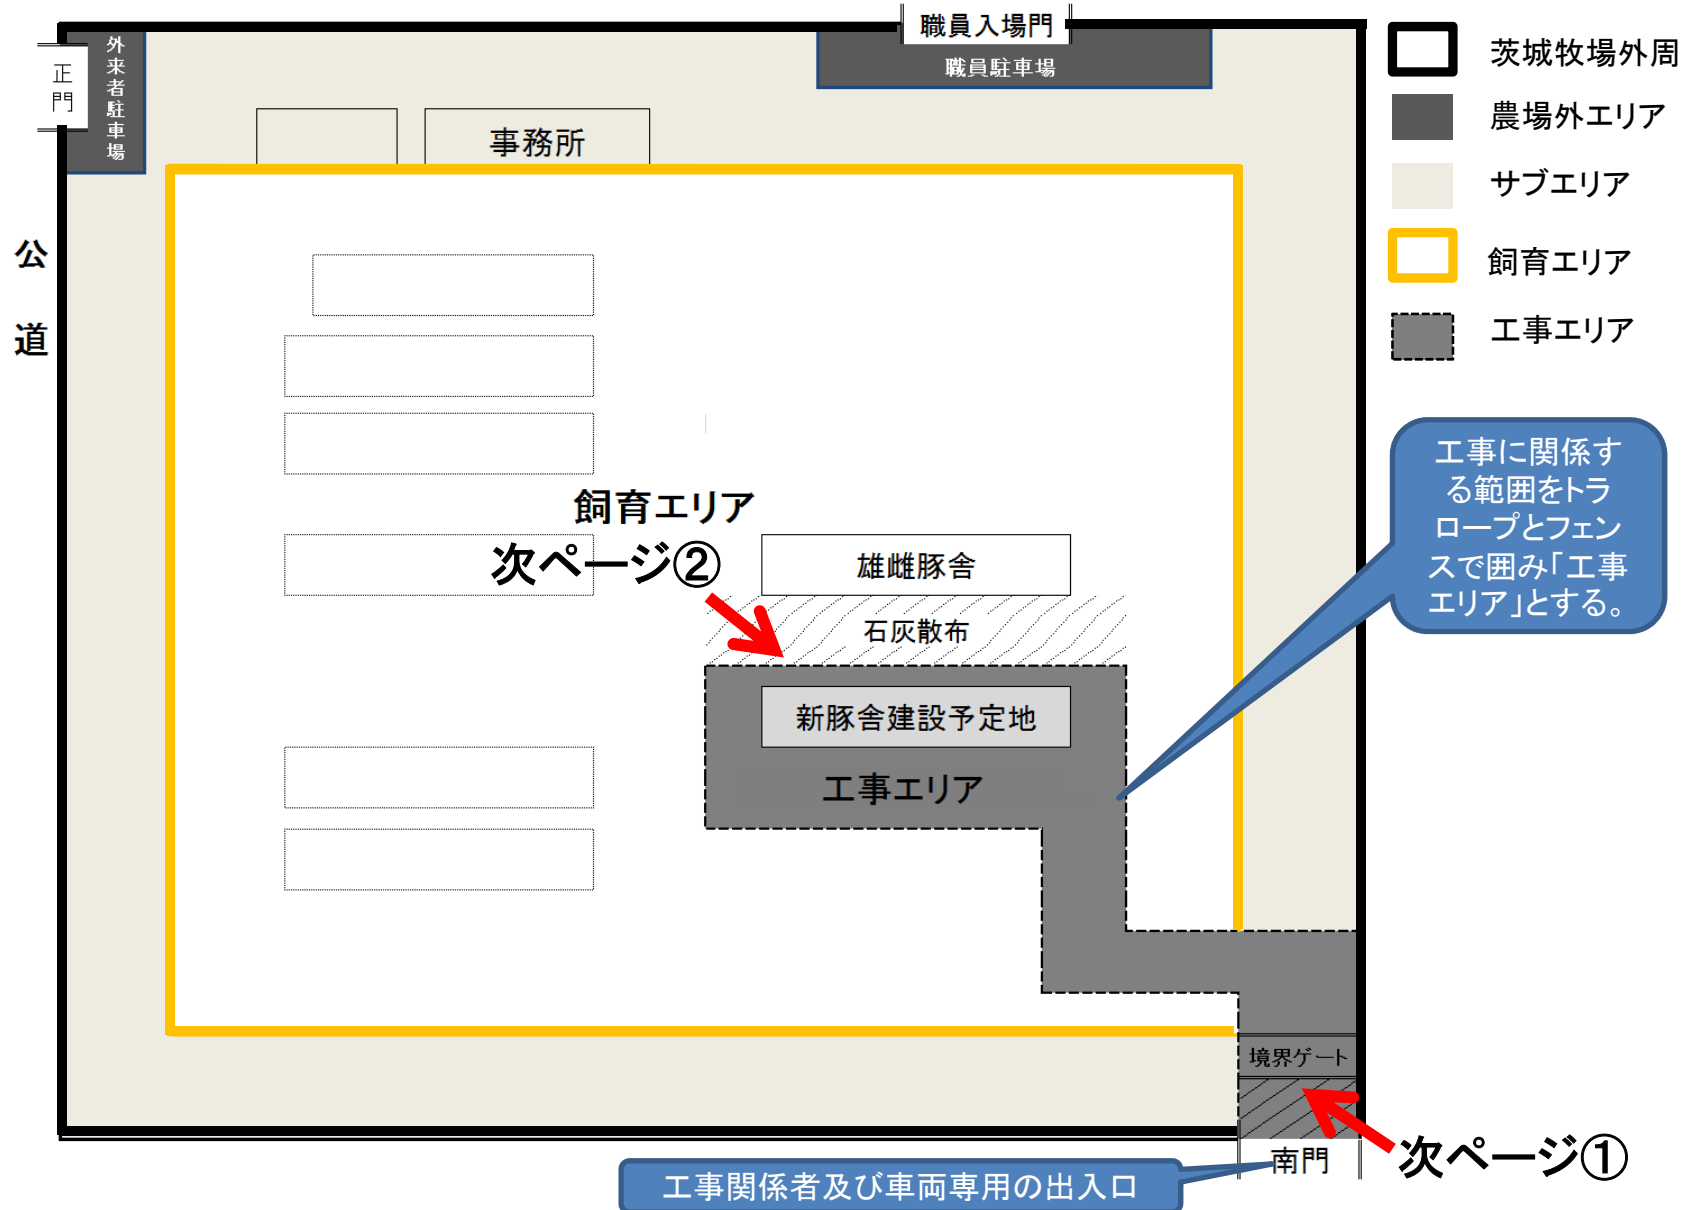 職員入場門
正門
外来者駐車場
職員駐車場
事務所
公道
茨城牧場外周
農場外エリア
サブエリア
飼育エリア
工事エリア
工事に関係す
る範囲をトラ
ロープとフェン
スで囲み「工事
エリア」とする。
飼育エリア
次ページ②
雄雌豚舎
石灰散布
新豚舎建設予定地
工事エリア
境界ゲート
南門
次ページ①
工事関係者及び車両専用の出入口